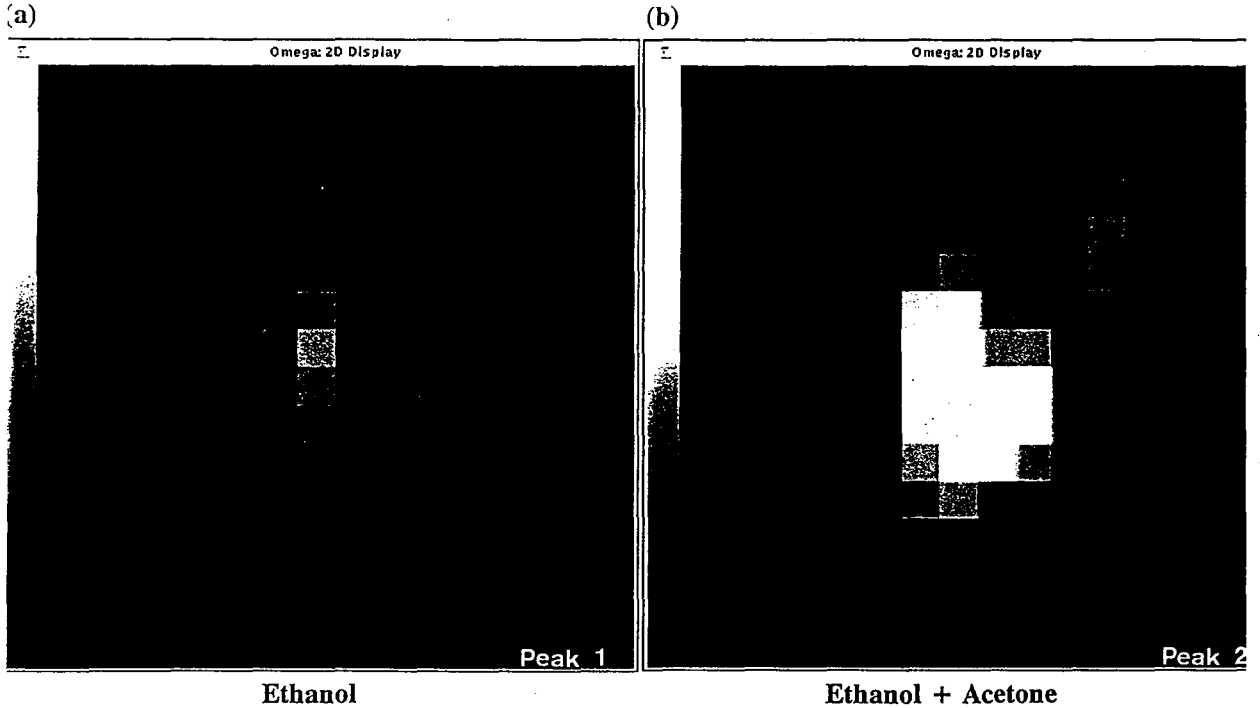 (a)
Omega: 2D Display
Peak 1
Ethanol
(b)
Omega: 2D Display
Peak 2
Ethanol + Acetone